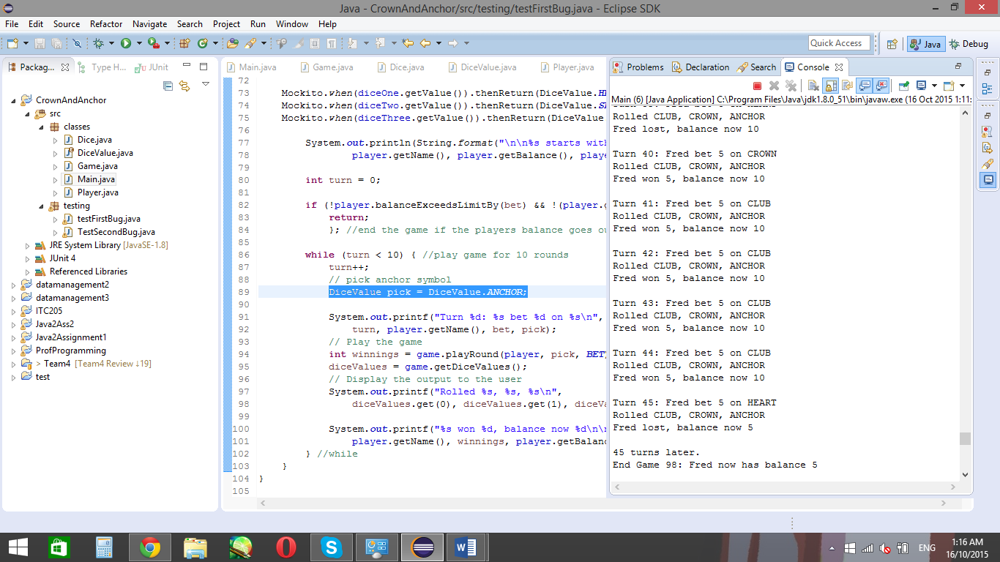 Java - CrownAndAnchor/src/testing/testFirstBug.java - Eclipse SDK
File Edit Source Refactor Navigate Search Project Run Window Help
Quick Access
Java
Debug
Packag...
Type H...
JUnit
CrownAndAnchor
src
classes
Dice.java
DiceValue.java
Game.java
Main.java
Player.java
testing
testFirstBug.java
TestSecondBug.java
JRE System Library [JavaSE-1.8]
JUnit 4
Referenced Libraries
datamanagement2
datamanagement3
ITC205
Java2Ass2
Java2Assignment1
ProfProgramming
> Team4 [Team4 Review ↓19]
test
Main.java Game.java Dice.java DiceValue.java Player.java
72
73 Mockito.when(diceOne.getValue()).thenReturn(DiceValue.
74 Mockito.when(diceTwo.getValue()).thenReturn(DiceValue.
75 Mockito.when(diceThree.getValue()).thenReturn(DiceValue
76
77 System.out.println(String.format("\n\n%s starts wit
78 player.getName(), player.getBalance(), playe
79
80 int turn = 0;
81
82 if (!player.balanceExceedsLimitBy(bet) && !(player.g
83 return;
84 }; //end the game if the players balance goes ou
85
86 while (turn < 10) { //play game for 10 rounds
87 turn++;
88 // pick anchor symbol
89 DiceValue pick = DiceValue.ANCHOR;
90
91 System.out.printf("Turn %d: %s bet %d on %s\n",
92 turn, player.getName(), bet, pick);
93 // Play the game
94 int winnings = game.playRound(player, pick, BET
95 diceValues = game.getDiceValues();
96 // Display the output to the user
97 System.out.printf("Rolled %s, %s, %s\n",
98 diceValues.get(0), diceValues.get(1), diceVa
99
100 System.out.printf("%s won %d, balance now %d\n\
101 player.getName(), winnings, player.getBalan
102 } //while
103 }
104 }
105
Problems Declaration Search Console
Main (6) [Java Application] C:\Program Files\Java\jdk1.8.0_51\bin\javaw.exe (16 Oct 2015 1:11:
Rolled CLUB, CROWN, ANCHOR
Fred lost, balance now 10
Turn 40: Fred bet 5 on CROWN
Rolled CLUB, CROWN, ANCHOR
Fred won 5, balance now 10
Turn 41: Fred bet 5 on CLUB
Rolled CLUB, CROWN, ANCHOR
Fred won 5, balance now 10
Turn 42: Fred bet 5 on CLUB
Rolled CLUB, CROWN, ANCHOR
Fred won 5, balance now 10
Turn 43: Fred bet 5 on CLUB
Rolled CLUB, CROWN, ANCHOR
Fred won 5, balance now 10
Turn 44: Fred bet 5 on CLUB
Rolled CLUB, CROWN, ANCHOR
Fred won 5, balance now 10
Turn 45: Fred bet 5 on HEART
Rolled CLUB, CROWN, ANCHOR
Fred lost, balance now 5
45 turns later.
End Game 98: Fred now has balance 5
ENG
1:16 AM
16/10/2015